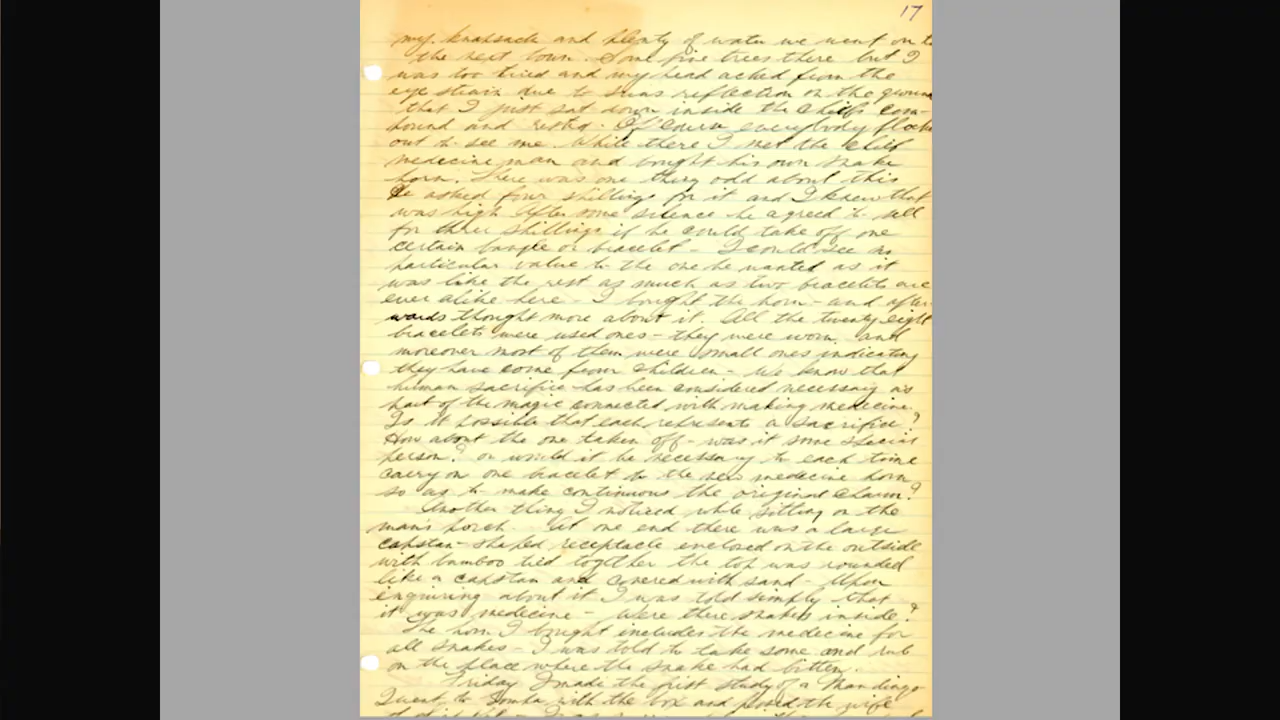 17
my knapsack and plenty of water we went on to
the next town. Some fine trees there but I
was too tired and my head ached from the
eye strain due to suns reflection on the ground
that I just sat down inside the chiefs com-
pound and rested. Of course everybody flocked
out to see me. While there I met the chief
medicine man and bought his own snake
horn. There was one thing odd about this
He asked four shillings for it and I knew that
was high. After some silence he agreed to sell
for three shillings if he could take off one
certain bangle or bracelet – I could see no
particular value to the one he wanted as it
was like the rest as much as two bracelets are
ever alike here – I bought the horn – and after-
wards thought more about it. All the twenty eight
bracelets were used ones – they were worn and
moreover most of them were small ones indicating
they have come from children – We know that
human sacrifice has been considered necessary as
part of the magic connected with making medicine.
Is it possible that each represents a sacrifice?
How about the one taken off – was it some special
person? or would it be necessary to each time
carry on one bracelet to the new medicine horn
so as to make continuous the original charm?
Another thing I noticed while sitting on the
man's porch. At one end there was a large
capstan-shaped receptacle enclosed on the outside
with bamboo tied together the top was rounded
like a capstan and covered with sand – Upon
enquiring about it I was told simply that
it was medicine – Were there snakes inside?
The horn I bought includes the medicine for
all snakes – I was told to take some and rub
on the place where the snake had bitten.
Friday I made the first study of a Mandingo
I went to with the box and posed the wife